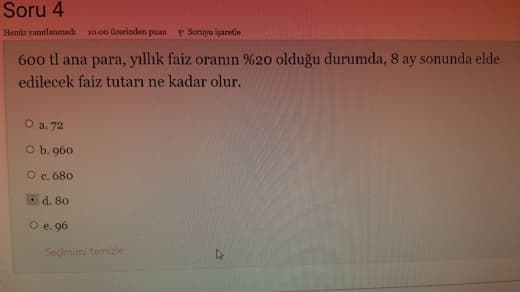 Soru 4
Henüz yanıtlanmadı 10.00 üzerinden puan Soruyu işaretle
600 tl ana para, yıllık faiz oranın %20 olduğu durumda, 8 ay sonunda elde
edilecek faiz tutarı ne kadar olur.
a. 72
b. 960
c. 680
d. 80
e. 96
Seçimimi temizle